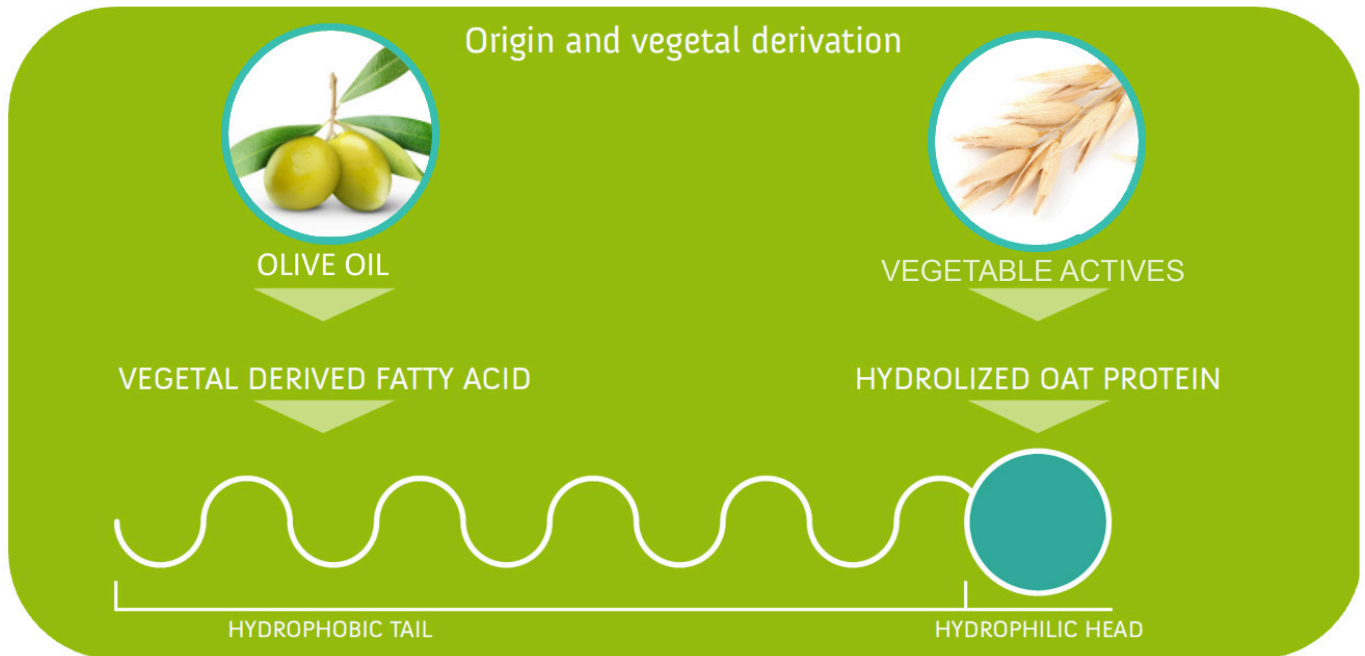 Origin and vegetal derivation
OLIVE OIL
VEGETABLE ACTIVES
VEGETAL DERIVED FATTY ACID
HYDROLIZED OAT PROTEIN
HYDROPHOBIC TAIL
HYDROPHILIC HEAD